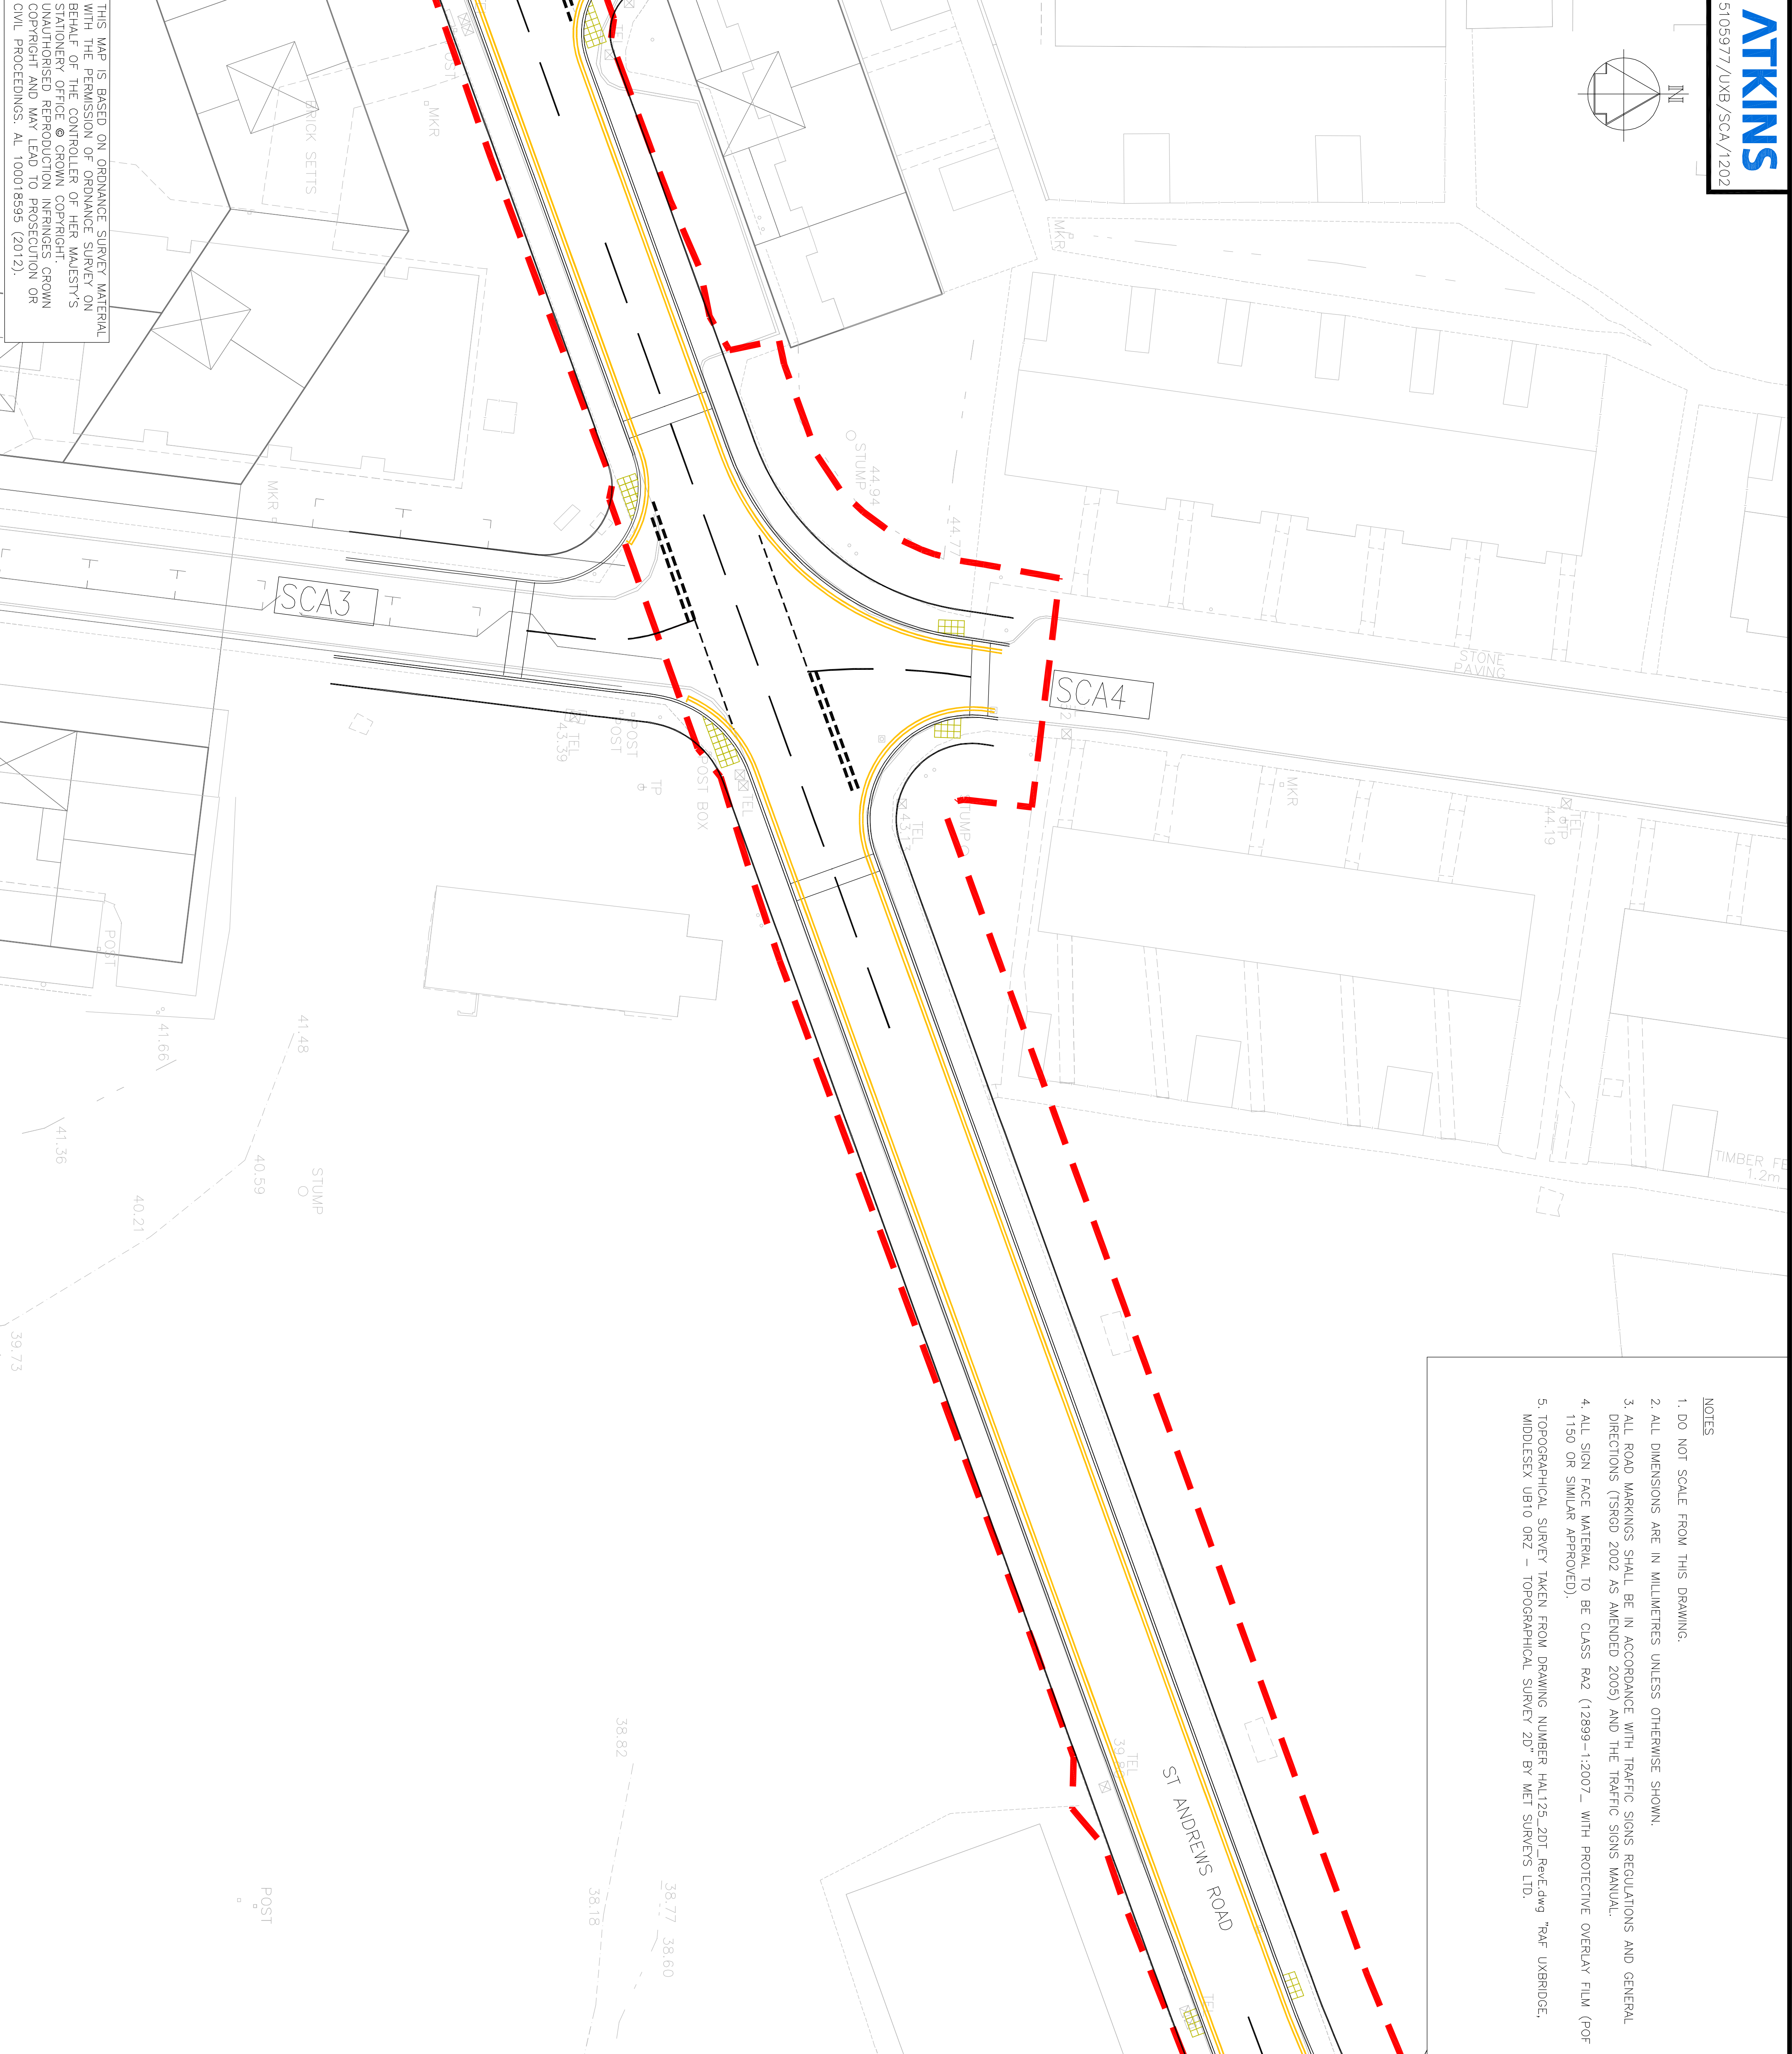 ATKINS
5105977/UXB/SCA/1202
N
THIS MAP IS BASED ON ORDNANCE SURVEY MATERIAL
WITH THE PERMISSION OF ORDNANCE SURVEY ON
BEHALF OF THE CONTROLLER OF HER MAJESTY'S
STATIONERY OFFICE © CROWN COPYRIGHT.
UNAUTHORISED REPRODUCTION INFRINGES CROWN
COPYRIGHT AND MAY LEAD TO PROSECUTION OR
CIVIL PROCEEDINGS. AL 100018595 (2012).
NOTES
1. DO NOT SCALE FROM THIS DRAWING.
2. ALL DIMENSIONS ARE IN MILLIMETRES UNLESS OTHERWISE SHOWN.
3. ALL ROAD MARKINGS SHALL BE IN ACCORDANCE WITH TRAFFIC SIGNS REGULATIONS AND GENERAL
DIRECTIONS (TSRGD 2002 AS AMENDED 2005) AND THE TRAFFIC SIGNS MANUAL.
4. ALL SIGN FACE MATERIAL TO BE CLASS RA2 (12899-1:2007_ WITH PROTECTIVE OVERLAY FILM (POF
1150 OR SIMILAR APPROVED).
5. TOPOGRAPHICAL SURVEY TAKEN FROM DRAWING NUMBER HAL125_2DT_RevE.dwg "RAF UXBRIDGE,
MIDDLESEX UB10 0RZ - TOPOGRAPHICAL SURVEY 2D" BY MET SURVEYS LTD.
MKR
BRICK SETTS
MKR
44.94
STUMP
44.77
MKR
SCA3
STONE
PAVING
SCA4
TEL
43.39
POST
POST
TP
POST BOX
TEL
TEL
MKR
TEL
TP
44.19
POST
41.66
41.48
41.36
40.59
40.21
STUMP
39.73
TIMBER
1.2m
TEL
ST ANDREWS ROAD
38.82
38.77 38.60
38.18
POST